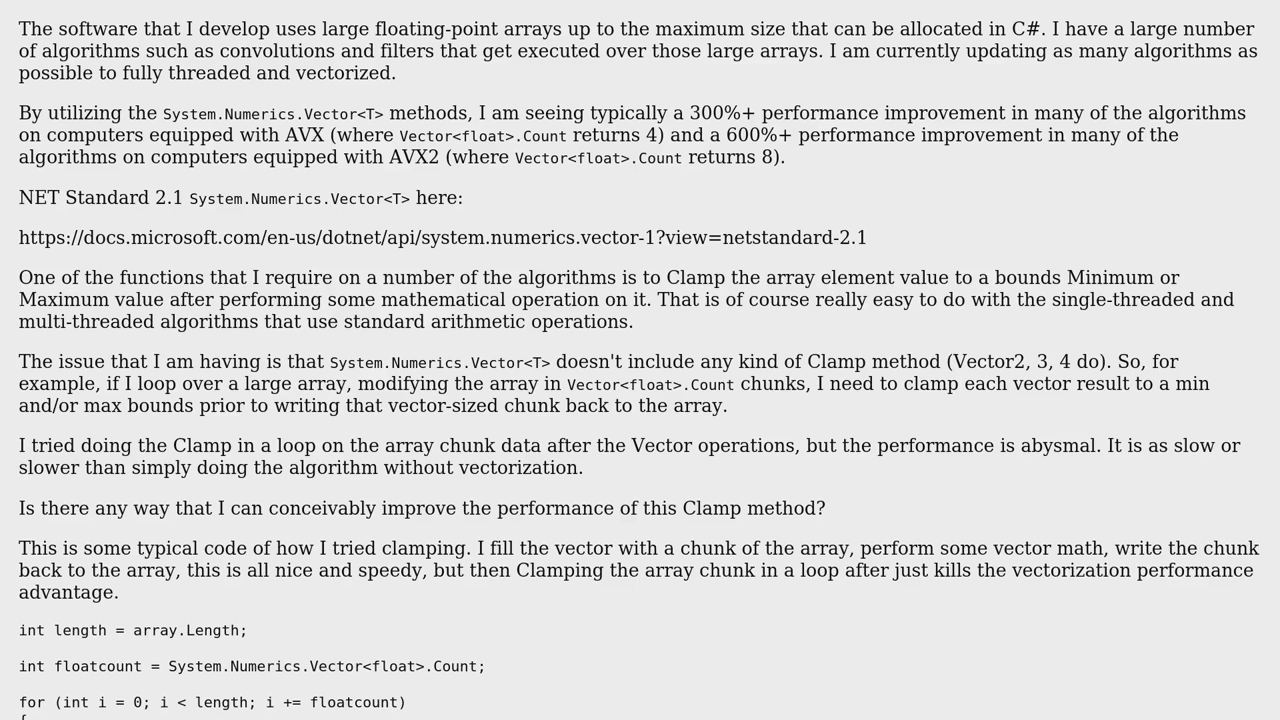 The software that I develop uses large floating-point arrays up to the maximum size that can be allocated in C#. I have a large number
of algorithms such as convolutions and filters that get executed over those large arrays. I am currently updating as many algorithms as
possible to fully threaded and vectorized.
By utilizing the System.Numerics.Vector<T> methods, I am seeing typically a 300%+ performance improvement in many of the algorithms
on computers equipped with AVX (where Vector<float>.Count returns 4) and a 600%+ performance improvement in many of the
algorithms on computers equipped with AVX2 (where Vector<float>.Count returns 8).
NET Standard 2.1 System.Numerics.Vector<T> here:
https://docs.microsoft.com/en-us/dotnet/api/system.numerics.vector-1?view=netstandard-2.1
One of the functions that I require on a number of the algorithms is to Clamp the array element value to a bounds Minimum or
Maximum value after performing some mathematical operation on it. That is of course really easy to do with the single-threaded and
multi-threaded algorithms that use standard arithmetic operations.
The issue that I am having is that System.Numerics.Vector<T> doesn't include any kind of Clamp method (Vector2, 3, 4 do). So, for
example, if I loop over a large array, modifying the array in Vector<float>.Count chunks, I need to clamp each vector result to a min
and/or max bounds prior to writing that vector-sized chunk back to the array.
I tried doing the Clamp in a loop on the array chunk data after the Vector operations, but the performance is abysmal. It is as slow or
slower than simply doing the algorithm without vectorization.
Is there any way that I can conceivably improve the performance of this Clamp method?
This is some typical code of how I tried clamping. I fill the vector with a chunk of the array, perform some vector math, write the chunk
back to the array, this is all nice and speedy, but then Clamping the array chunk in a loop after just kills the vectorization performance
advantage.
int length = array.Length;
int floatcount = System.Numerics.Vector<float>.Count;
for (int i = 0; i < length; i += floatcount)
{